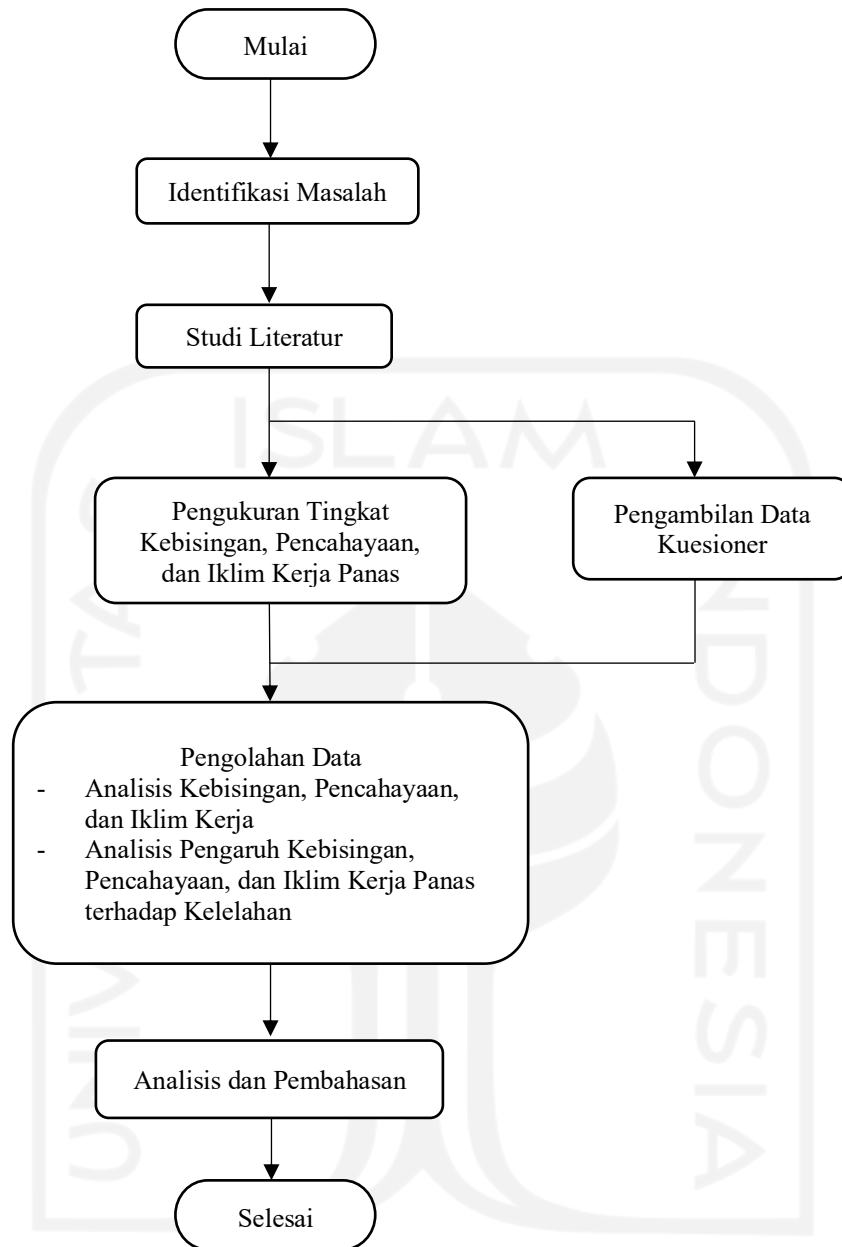 Mulai
Identifikasi Masalah
Studi Literatur
Pengukuran Tingkat
Kebisingan, Pencahayaan,
dan Iklim Kerja Panas
Pengambilan Data
Kuesioner
Pengolahan Data
- Analisis Kebisingan, Pencahayaan,
dan Iklim Kerja
- Analisis Pengaruh Kebisingan,
Pencahayaan, dan Iklim Kerja Panas
terhadap Kelelahan
Analisis dan Pembahasan
Selesai
ISLAM
INDONESIA